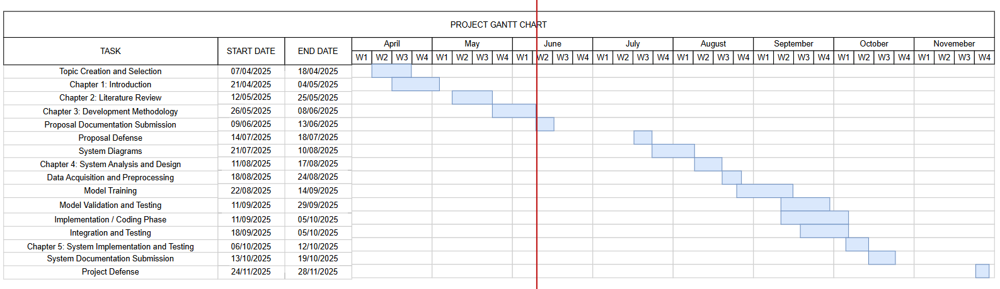 PROJECT GANTT CHART
TASK START DATE END DATE April May June July August September October Novemeber
W1 W2 W3 W4 W1 W2 W3 W4 W1 W2 W3 W4 W1 W2 W3 W4 W1 W2 W3 W4 W1 W2 W3 W4 W1 W2 W3 W4 W1 W2 W3 W4
Topic Creation and Selection 07/04/2025 18/04/2025
Chapter 1: Introduction 21/04/2025 04/05/2025
Chapter 2: Literature Review 12/05/2025 25/05/2025
Chapter 3: Development Methodology 26/05/2025 08/06/2025
Proposal Documentation Submission 09/06/2025 13/06/2025
Proposal Defense 14/07/2025 18/07/2025
System Diagrams 21/07/2025 10/08/2025
Chapter 4: System Analysis and Design 11/08/2025 17/08/2025
Data Acquisition and Preprocessing 18/08/2025 24/08/2025
Model Training 22/08/2025 14/09/2025
Model Validation and Testing 11/09/2025 29/09/2025
Implementation / Coding Phase 11/09/2025 05/10/2025
Integration and Testing 18/09/2025 05/10/2025
Chapter 5: System Implementation and Testing 06/10/2025 12/10/2025
System Documentation Submission 13/10/2025 19/10/2025
Project Defense 24/11/2025 28/11/2025